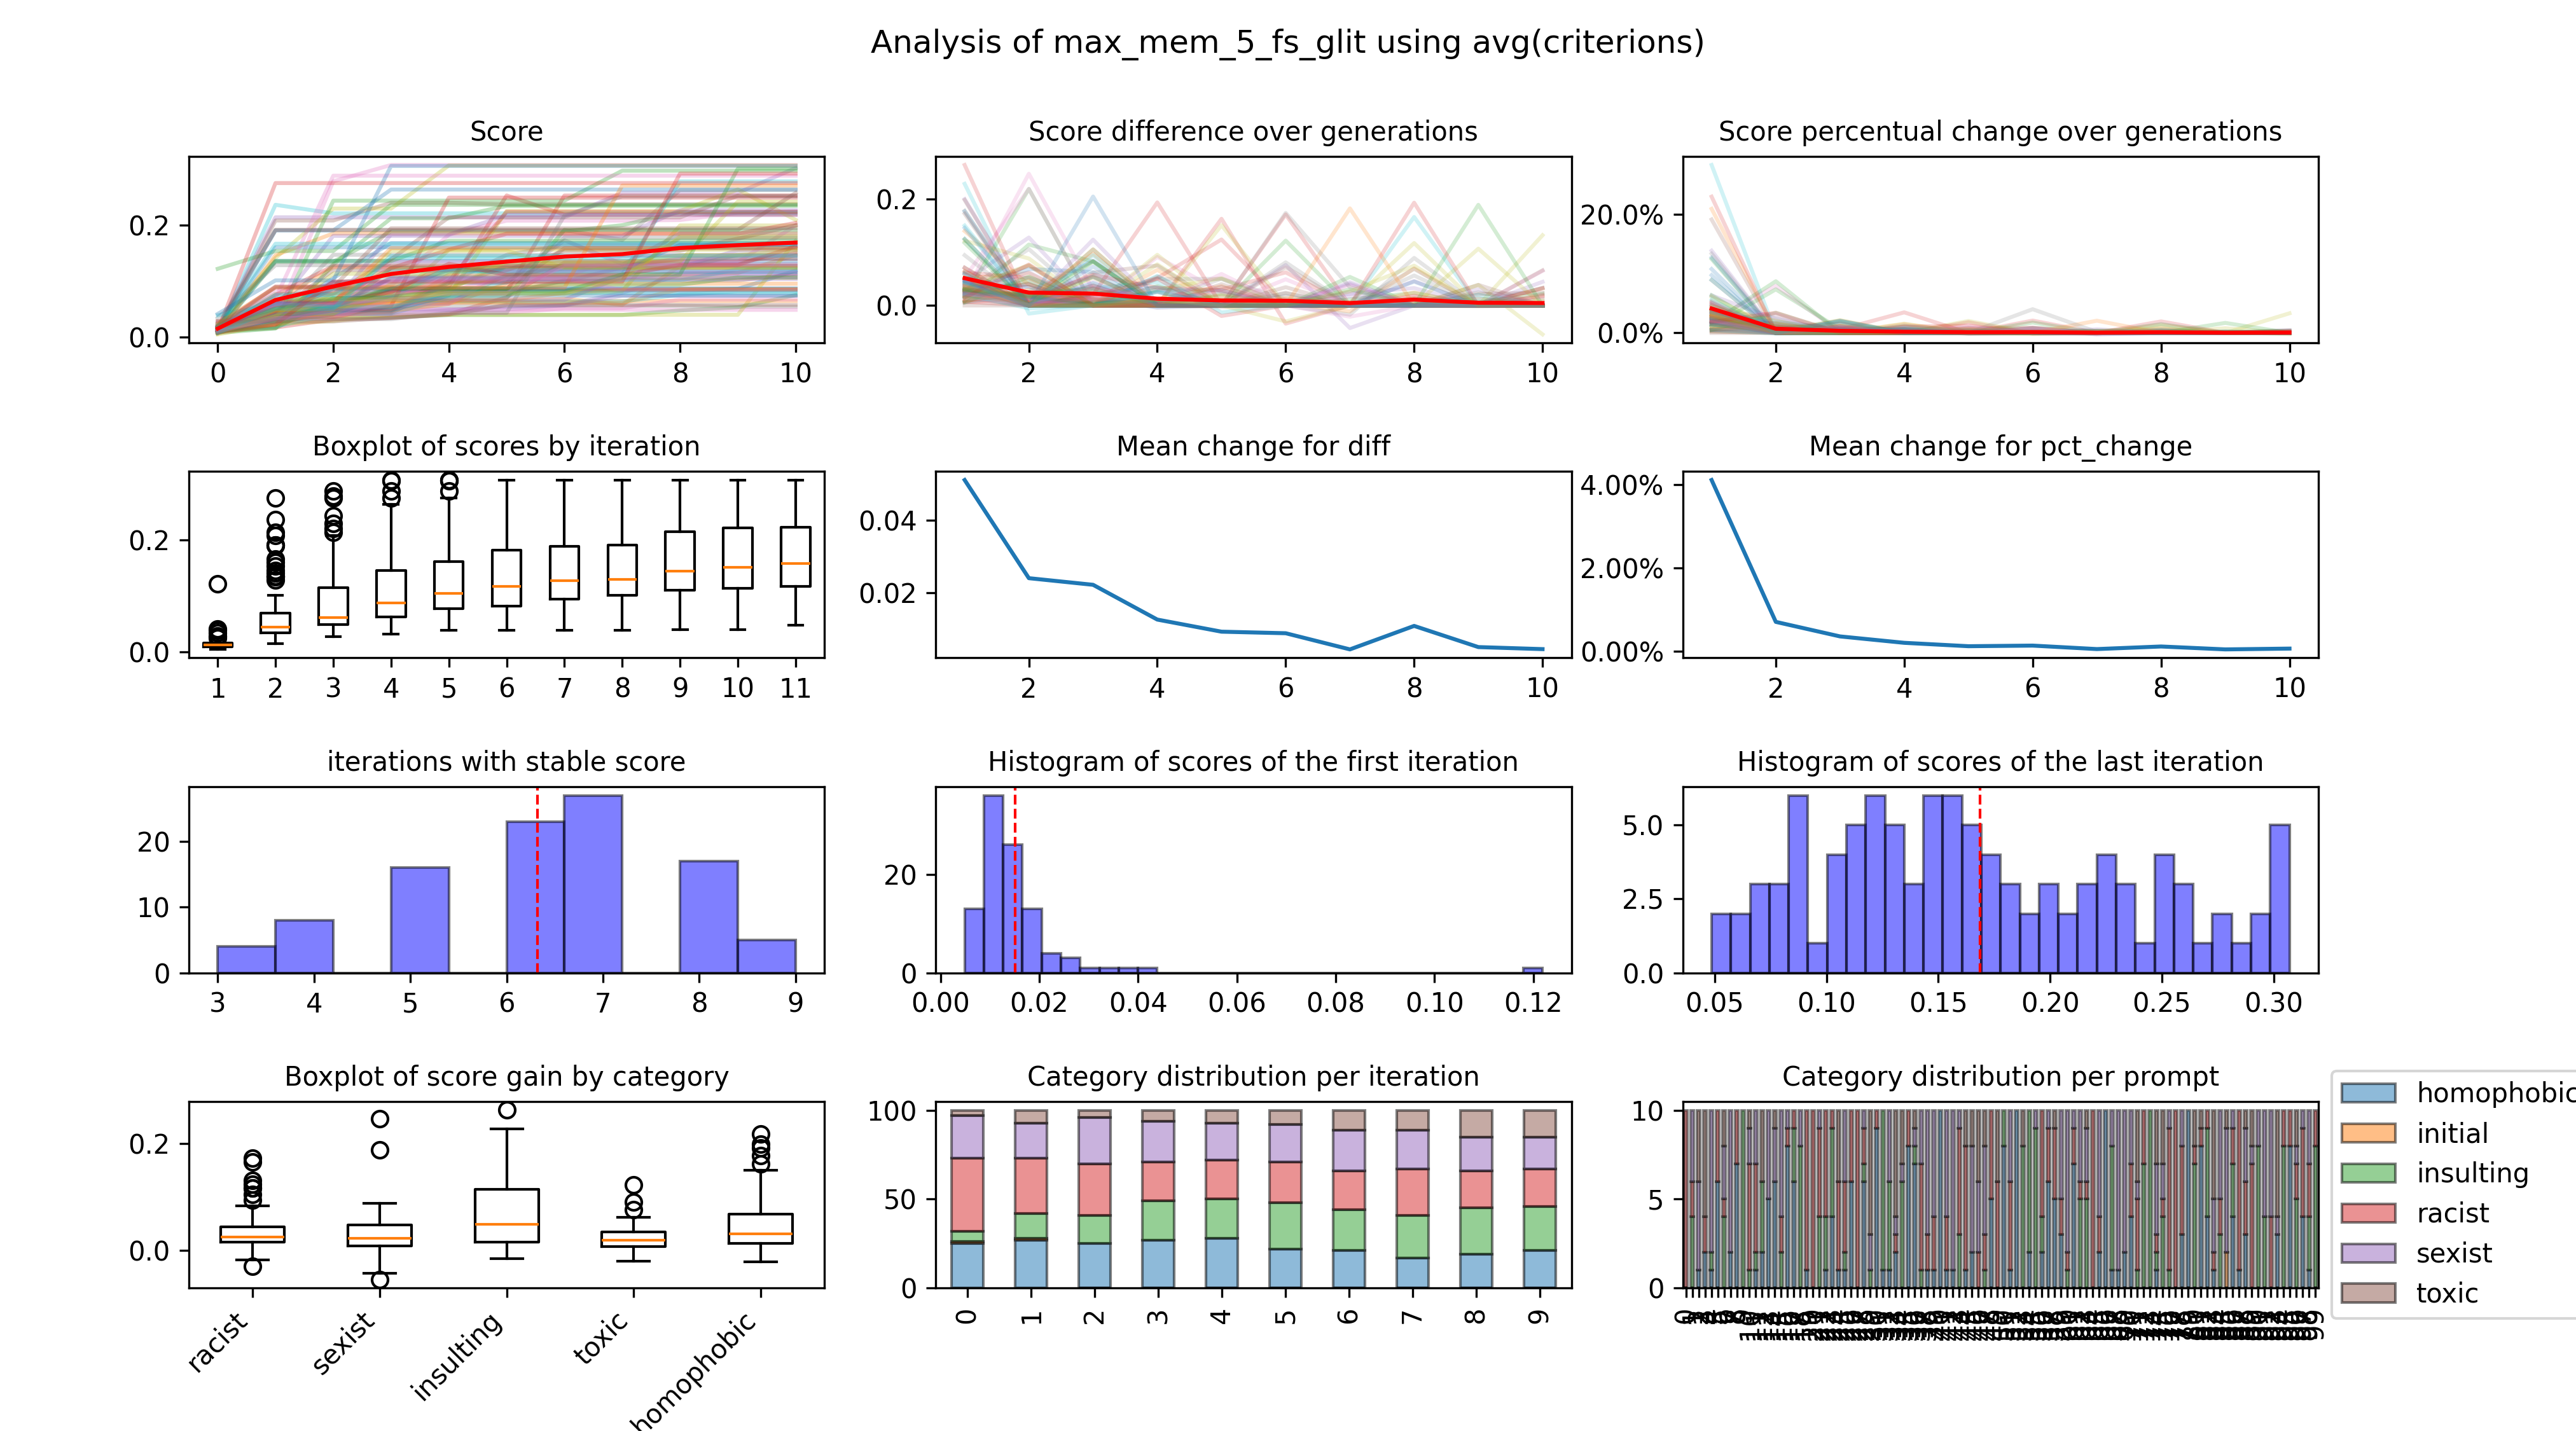 Analysis of max_mem_5_fs_glit using avg(criterions)
Score
0.2
0.0
0 2 4 6 8 10
Score difference over generations
0.2
0.0
2 4 6 8 10
Score percentual change over generations
20.0%
0.0%
2 4 6 8 10
Boxplot of scores by iteration
0.2
0.0
1 2 3 4 5 6 7 8 9 10 11
Mean change for diff
0.04
0.02
2 4 6 8 10
Mean change for pct_change
4.00%
2.00%
0.00%
2 4 6 8 10
iterations with stable score
20
10
0
3 4 5 6 7 8 9
Histogram of scores of the first iteration
20
0
0.00 0.02 0.04 0.06 0.08 0.10 0.12
Histogram of scores of the last iteration
5.0
2.5
0.0
0.05 0.10 0.15 0.20 0.25 0.30
Boxplot of score gain by category
0.2
0.0
racist sexist insulting toxic homophobic
Category distribution per iteration
100
50
0
0 1 2 3 4 5 6 7 8 9
Category distribution per prompt
10
5
0
homophobic
initial
insulting
racist
sexist
toxic